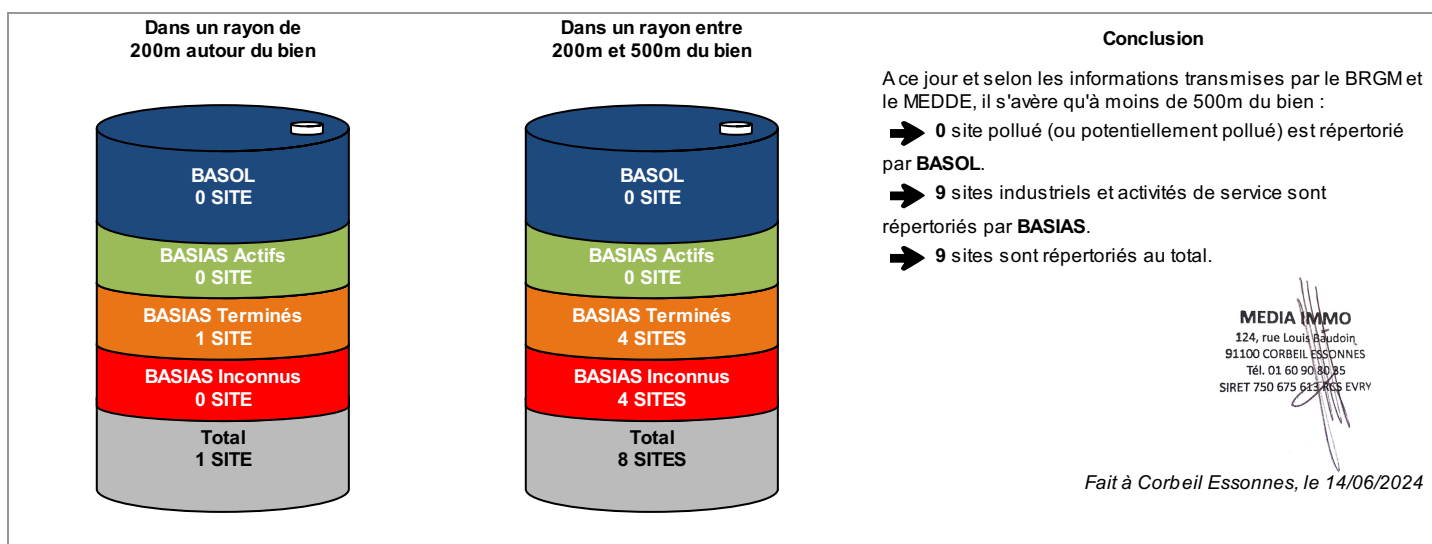 Dans un rayon de
200m autour du bien
BASOL
0 SITE
BASIAS Actifs
0 SITE
BASIAS Terminés
1 SITE
BASIAS Inconnus
0 SITE
Total
1 SITE
Dans un rayon entre
200m et 500m du bien
BASOL
0 SITE
BASIAS Actifs
0 SITE
BASIAS Terminés
4 SITES
BASIAS Inconnus
4 SITES
Total
8 SITES
Conclusion
A ce jour et selon les informations transmises par le BRGM et
le MEDDE, il s'avère qu'à moins de 500m du bien :
0 site pollué (ou potentiellement pollué) est répertorié
par BASOL.
9 sites industriels et activités de service sont
répertoriés par BASIAS.
9 sites sont répertoriés au total.
MEDIA IMMO
124, rue Louis Baudoin
91100 CORBEIL ESSONNES
Tél. 01 60 90 80 85
SIRET 750 675 613 RCS EVRY
Fait à Corbeil Essonnes, le 14/06/2024